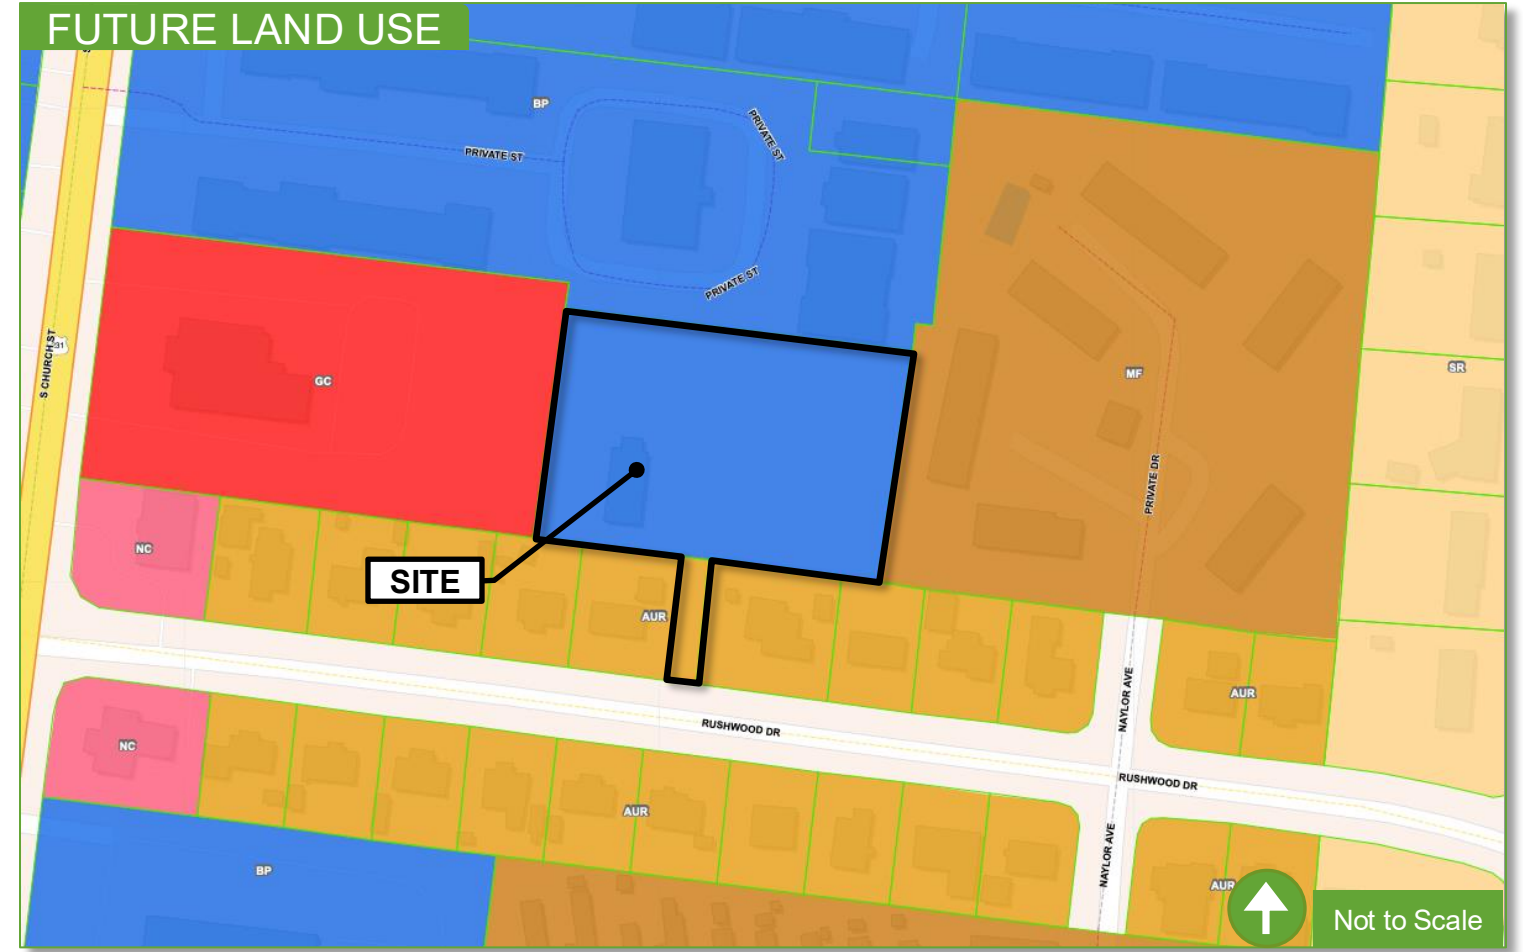 FUTURE LAND USE
BP
PRIVATE ST
PRIVATE ST
PRIVATE ST
S CHURCH ST
31
GC
MF
SR
PRIVATE DR
NC
SITE
AUR
NAYLOR AVE
AUR
RUSHWOOD DR
NC
RUSHWOOD DR
AUR
NAYLOR AVE
BP
AUR
Not to Scale